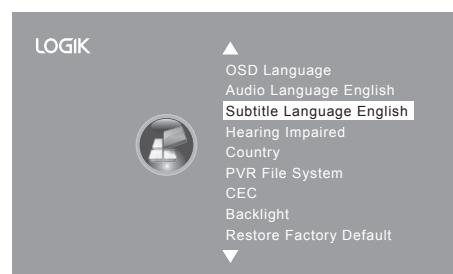 LOGIK
OSD Language
Audio Language English
Subtitle Language English
Hearing Impaired
Country
PVR File System
CEC
Backlight
Restore Factory Default